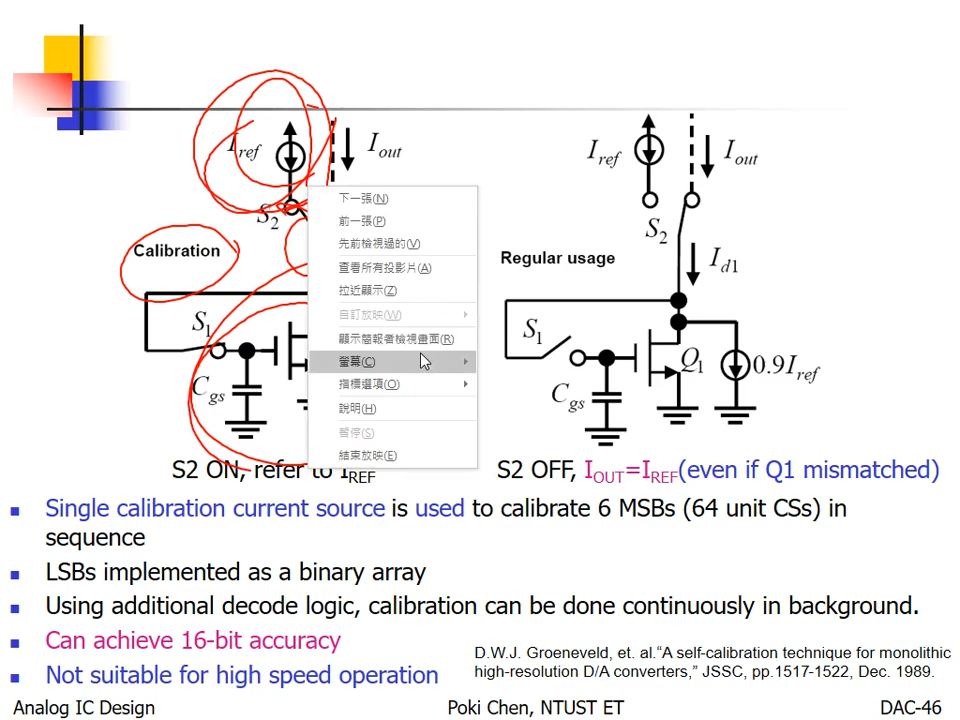 Iref
Iout
S2
Calibration
S1
Cgs
下一張(N)
前一張(P)
先前檢視過的(V)
查看所有投影片(A)
拉近顯示(Z)
自訂放映(W)
顯示簡報者檢視畫面(R)
螢幕(C)
指標選項(O)
說明(H)
暫停(S)
結束放映(E)
Iref
Iout
S2
Regular usage
Id1
S1
Q1
0.9Iref
Cgs
S2 ON, refer to IREF
S2 OFF, IOUT=IREF(even if Q1 mismatched)
Single calibration current source is used to calibrate 6 MSBs (64 unit CSs) in
sequence
LSBs implemented as a binary array
Using additional decode logic, calibration can be done continuously in background.
Can achieve 16-bit accuracy
Not suitable for high speed operation
D.W.J. Groeneveld, et. al.“A self-calibration technique for monolithic
high-resolution D/A converters,” JSSC, pp.1517-1522, Dec. 1989.
Analog IC Design
Poki Chen, NTUST ET
DAC-46